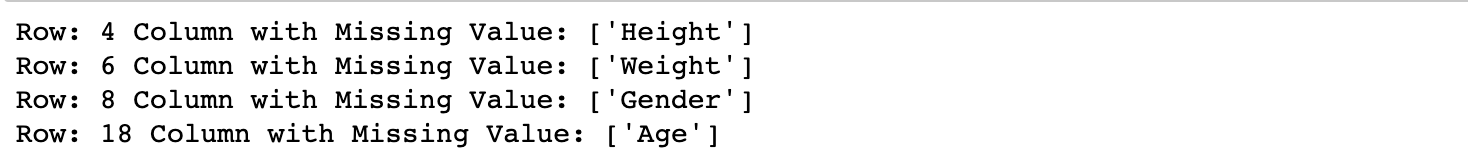 Row: 4 Column with Missing Value: ['Height']
Row: 6 Column with Missing Value: ['Weight']
Row: 8 Column with Missing Value: ['Gender']
Row: 18 Column with Missing Value: ['Age']